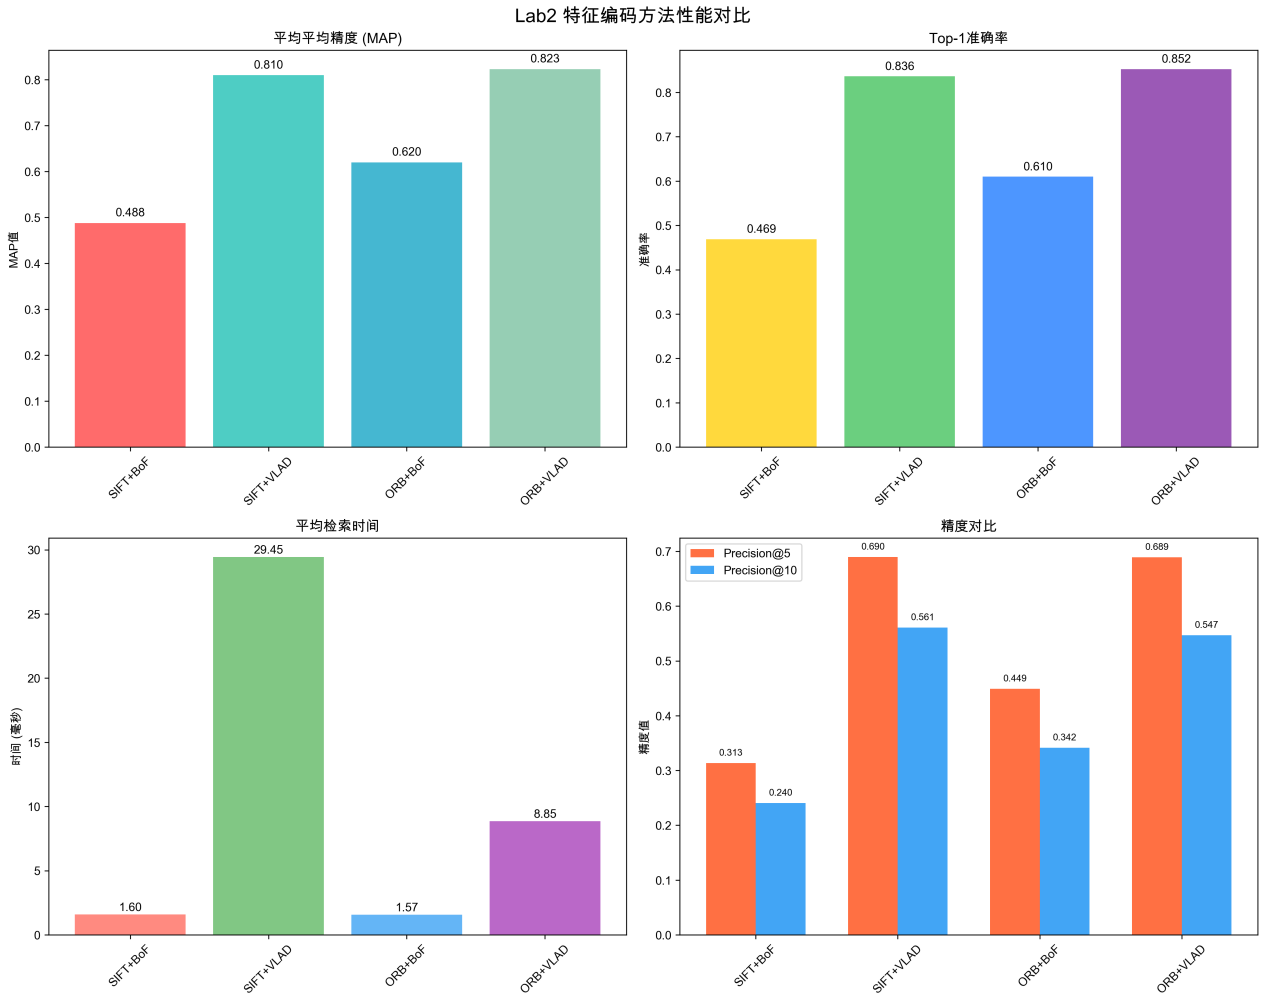 Lab2 特征编码方法性能对比
平均平均精度 (MAP)
MAP值
0.8
0.7
0.6
0.5
0.4
0.3
0.2
0.1
0.0
0.488
0.810
0.620
0.823
SIFT+BoF
SIFT+VLAD
ORB+BoF
ORB+VLAD
Top-1准确率
准确率
0.8
0.7
0.6
0.5
0.4
0.3
0.2
0.1
0.0
0.469
0.836
0.610
0.852
SIFT+BoF
SIFT+VLAD
ORB+BoF
ORB+VLAD
平均检索时间
时间 (毫秒)
30
25
20
15
10
5
0
1.60
29.45
1.57
8.85
SIFT+BoF
SIFT+VLAD
ORB+BoF
ORB+VLAD
精度对比
精度值
Precision@5
Precision@10
0.7
0.6
0.5
0.4
0.3
0.2
0.1
0.0
0.313
0.240
0.690
0.561
0.449
0.342
0.689
0.547
SIFT+BoF
SIFT+VLAD
ORB+BoF
ORB+VLAD